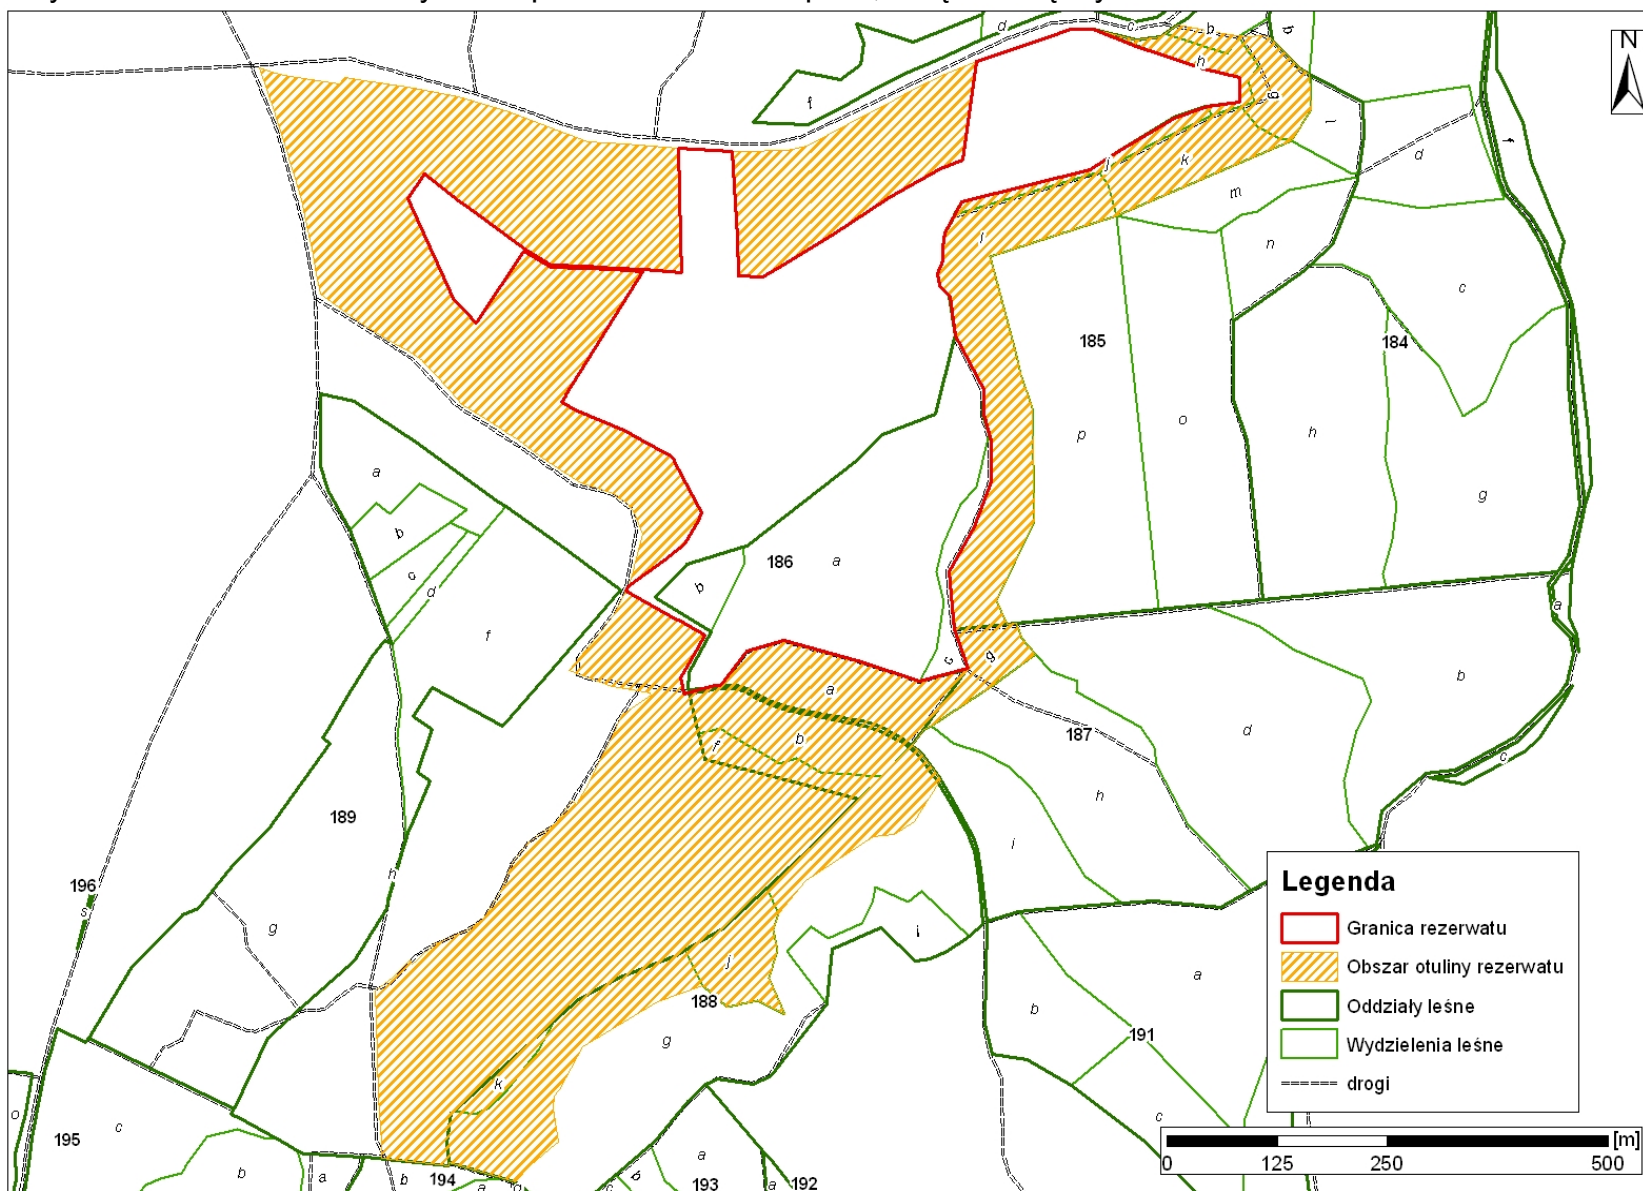 N
d
c
b
b
h
f
g
l
f
d
j
k
m
l
n
c
185
184
a
p
o
h
g
b
186
a
b
c
d
a
f
c
g
a
b
b
d
187
f
b
c
h
189
i
n
196
s
g
i
j
a
188
b
g
191
k
o
c
c
195
a
b
a
b
194
a
g
c
b
193
a
192
Legenda
Granica rezerwatu
Obszar otuliny rezerwatu
Oddziały leśne
Wydzielenia leśne
drogi
[m]
0 125 250 500